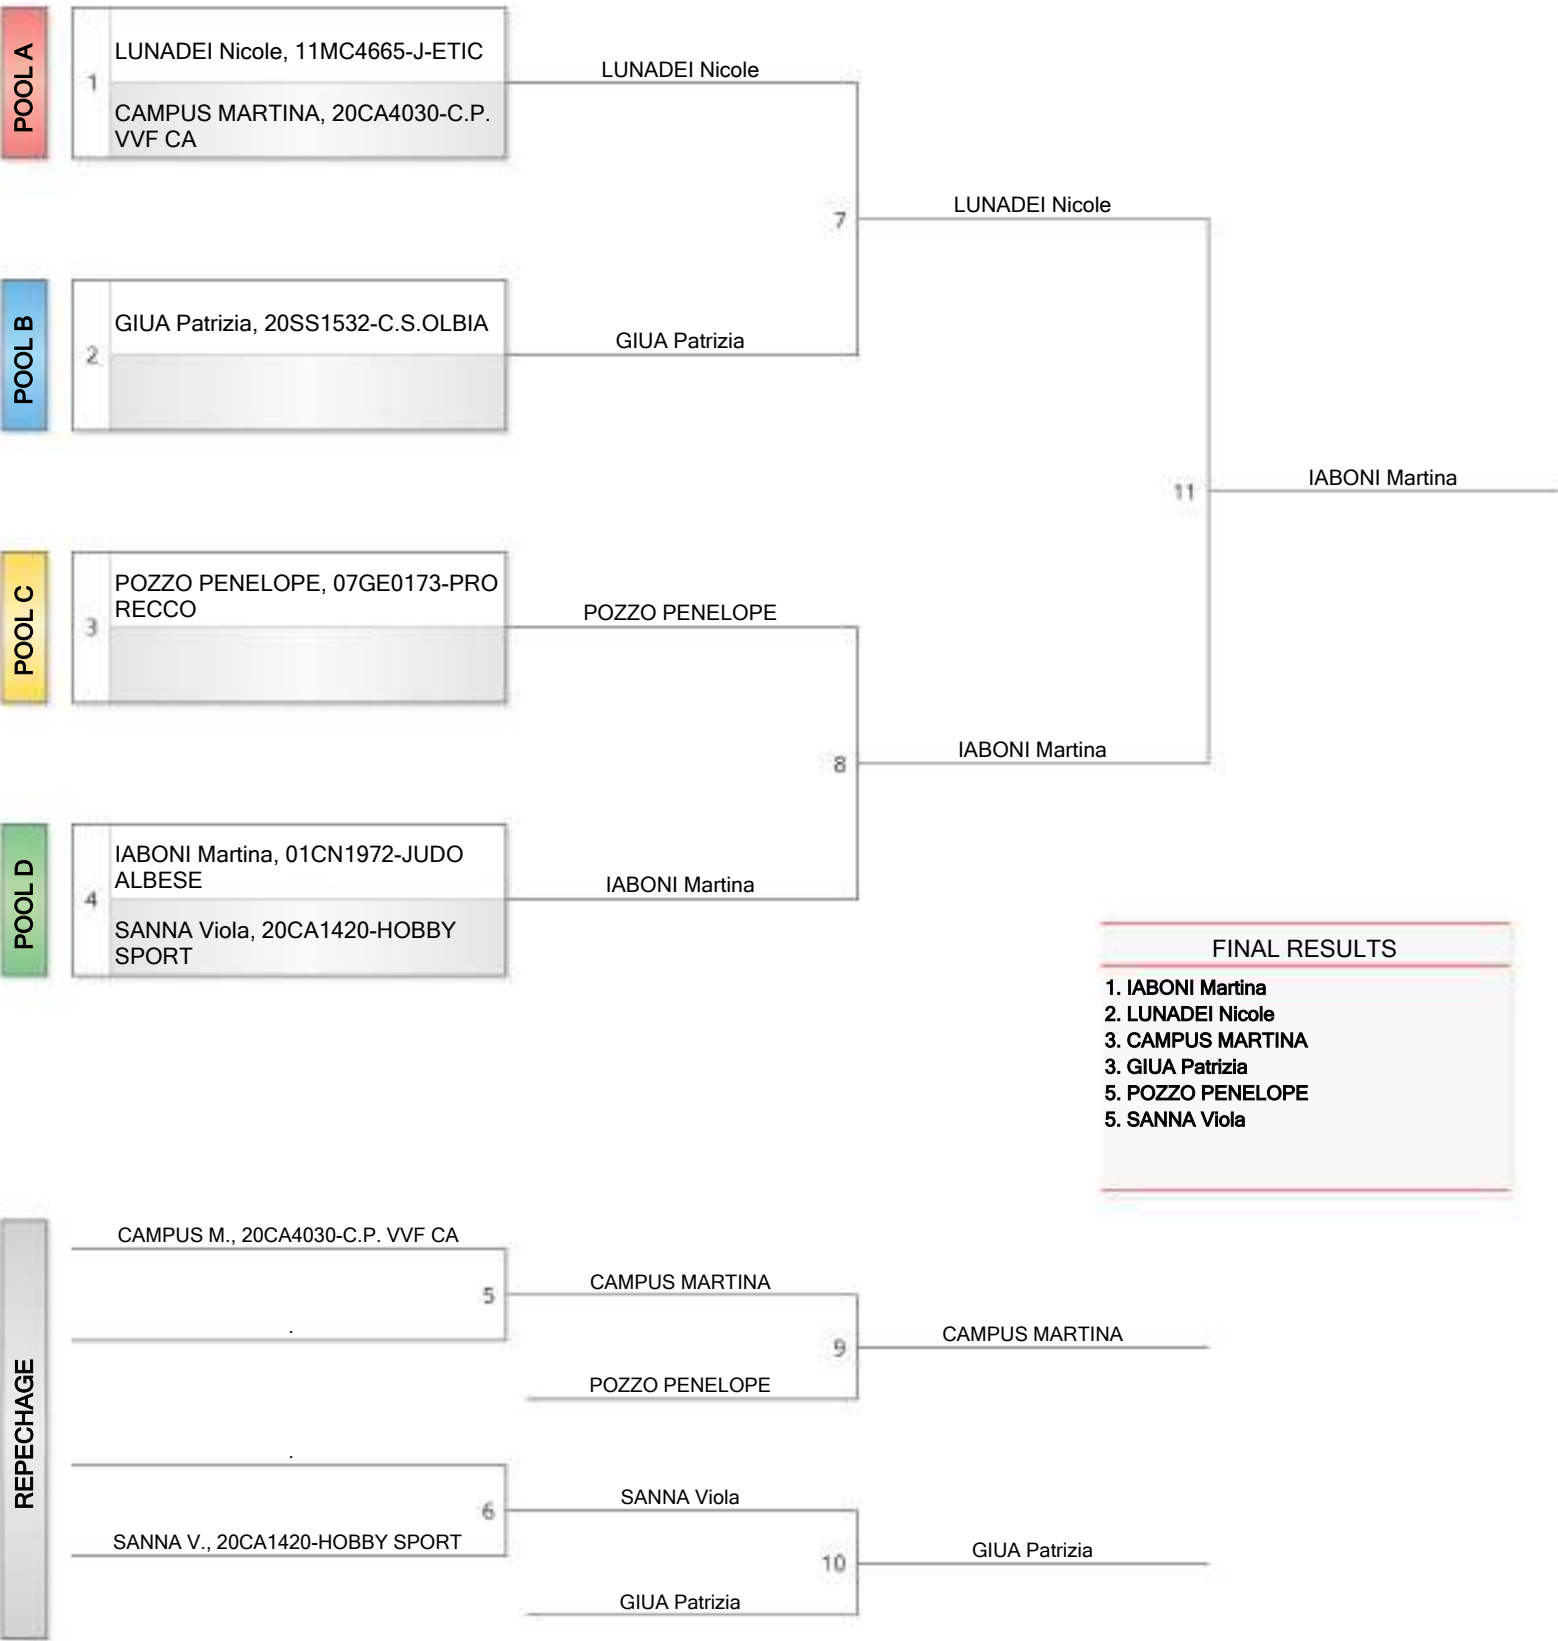 POOL A
1
LUNADEI Nicole, 11MC4665-J-ETIC
CAMPUS MARTINA, 20CA4030-C.P.
VVF CA
LUNADEI Nicole
7
LUNADEI Nicole
POOL B
2
GIUA Patrizia, 20SS1532-C.S.OLBIA
GIUA Patrizia
11
IABONI Martina
POOL C
3
POZZO PENELOPE, 07GE0173-PRO
RECCO
POZZO PENELOPE
8
IABONI Martina
POOL D
4
IABONI Martina, 01CN1972-JUDO
ALBESE
SANNA Viola, 20CA1420-HOBBY
SPORT
IABONI Martina
FINAL RESULTS
1. IABONI Martina
2. LUNADEI Nicole
3. CAMPUS MARTINA
3. GIUA Patrizia
5. POZZO PENELOPE
5. SANNA Viola
REPECHAGE
CAMPUS M., 20CA4030-C.P. VVF CA
.
5
CAMPUS MARTINA
POZZO PENELOPE
9
CAMPUS MARTINA
.
SANNA V., 20CA1420-HOBBY SPORT
6
SANNA Viola
GIUA Patrizia
10
GIUA Patrizia